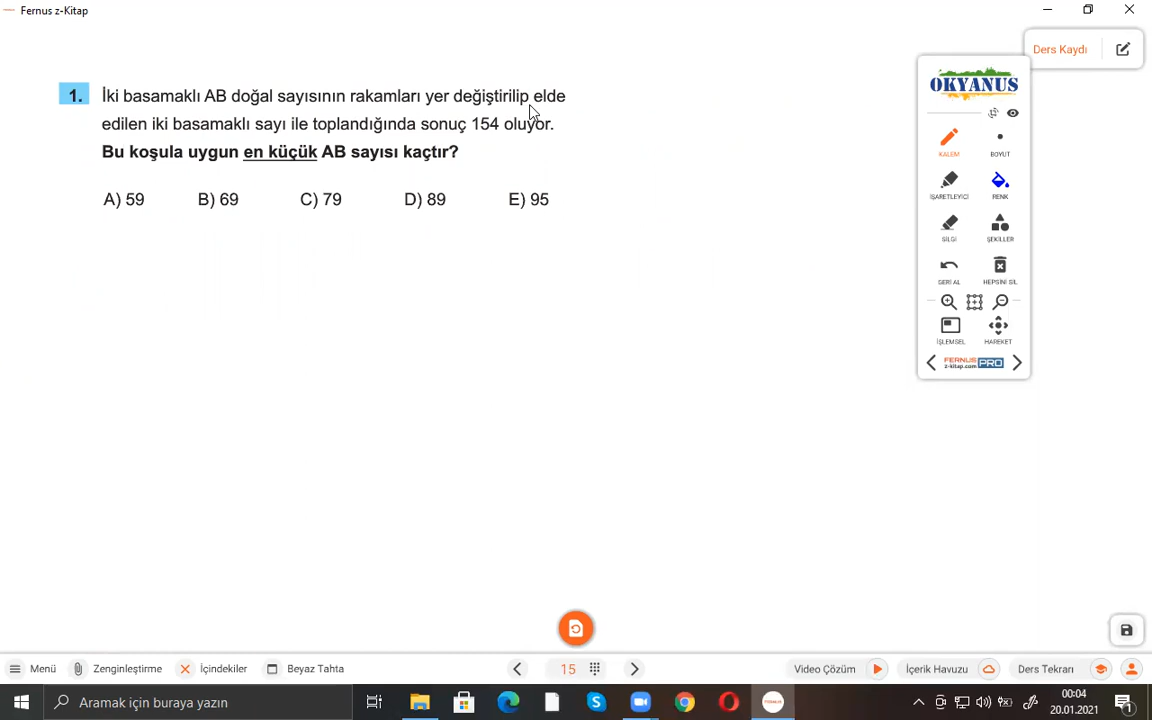 Fernus z-Kitap
Ders Kaydı
1. İki basamaklı AB doğal sayısının rakamları yer değiştirilip elde
edilen iki basamaklı sayı ile toplandığında sonuç 154 oluyor.
Bu koşula uygun en küçük AB sayısı kaçtır?
A) 59 B) 69 C) 79 D) 89 E) 95
OKYANUS
KALEM BOYUT
İŞARETLEYİCİ RENK
SİLGİ ŞEKİLLER
GERİ AL HEPSİNİ SİL
İŞLEMSEL HAREKET
FERNUS z-kitap.com PRO
Menü Zenginleştirme İçindekiler Beyaz Tahta 15 Video Çözüm İçerik Havuzu Ders Tekrarı
Aramak için buraya yazın
00:04
20.01.2021
1